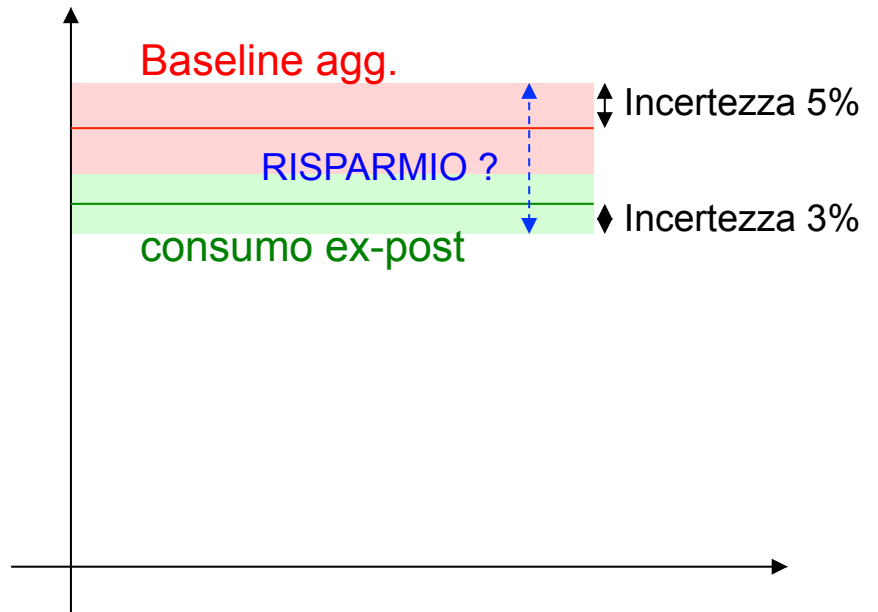 Baseline agg.
Incertezza 5%
RISPARMIO ?
Incertezza 3%
consumo ex-post